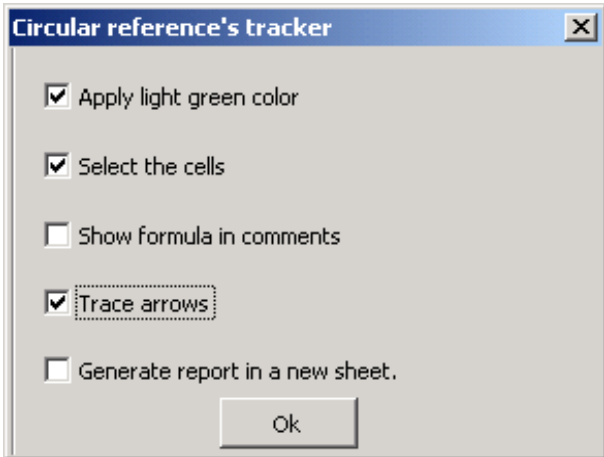 Circular reference's tracker
Apply light green color
Select the cells
Show formula in comments
Trace arrows
Generate report in a new sheet.
Ok